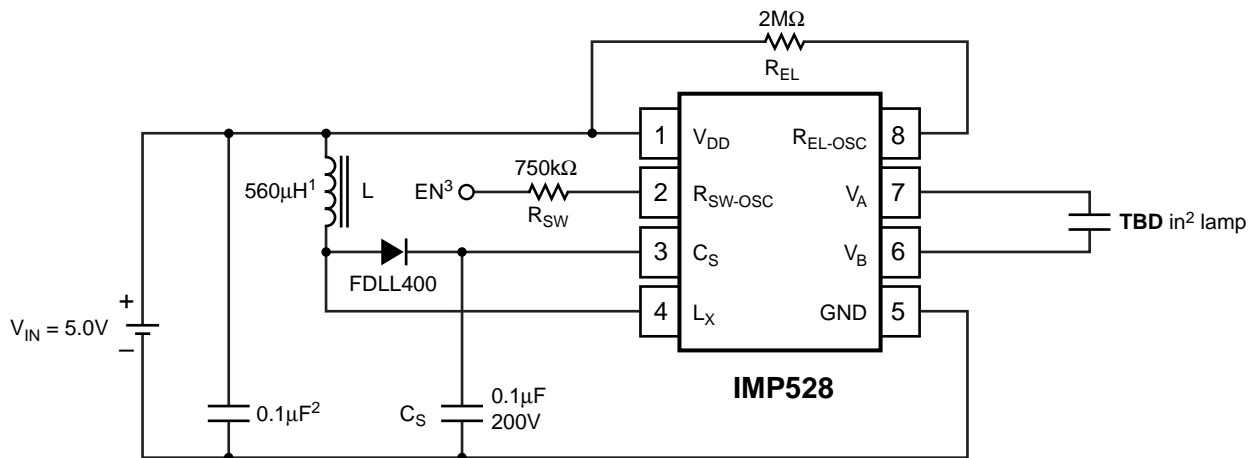 2MΩ
R_EL
1 V_DD R_EL-OSC 8
750kΩ
560µH¹ L EN³ R_SW 2 R_SW-OSC V_A 7
TBD in² lamp
3 C_S V_B 6
FDLL400
4 L_X GND 5
+
V_IN = 5.0V
–
IMP528
0.1µF² C_S 0.1µF
200V